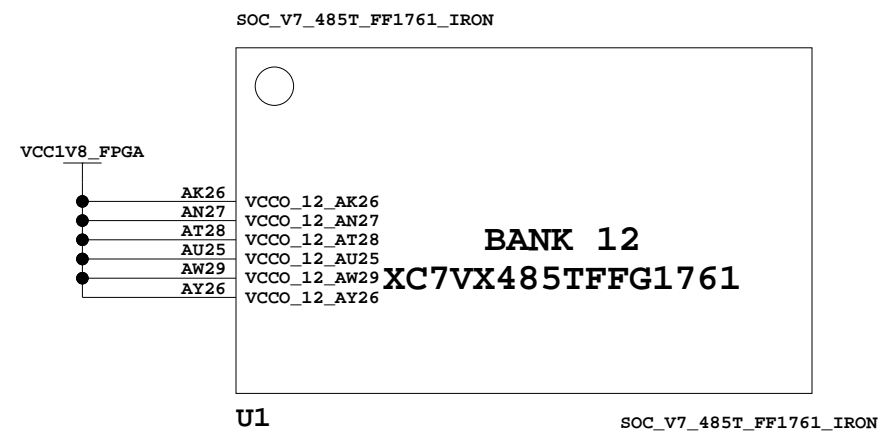 SOC_V7_485T_FF1761_IRON
VCC1V8_FPGA
AK26 VCCO_12_AK26
AN27 VCCO_12_AN27
AT28 VCCO_12_AT28
AU25 VCCO_12_AU25
AW29 VCCO_12_AW29
AY26 VCCO_12_AY26
BANK 12
XC7VX485TFFG1761
U1
SOC_V7_485T_FF1761_IRON